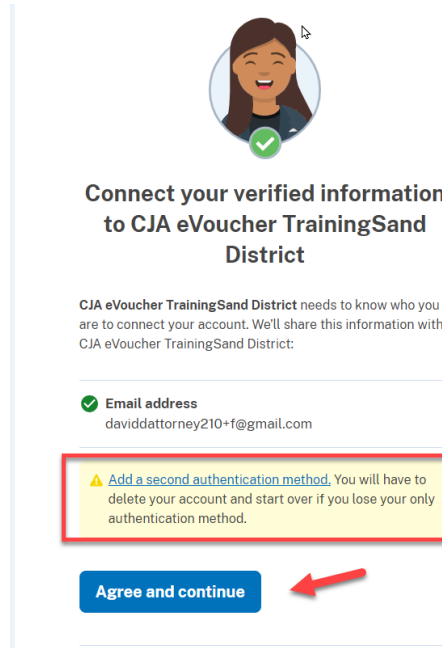 Connect your verified information
to CJA eVoucher TrainingSand
District
CJA eVoucher TrainingSand District needs to know who you
are to connect your account. We'll share this information with
CJA eVoucher TrainingSand District:
Email address
daviddattorney210+f@gmail.com
Add a second authentication method. You will have to
delete your account and start over if you lose your only
authentication method.
Agree and continue